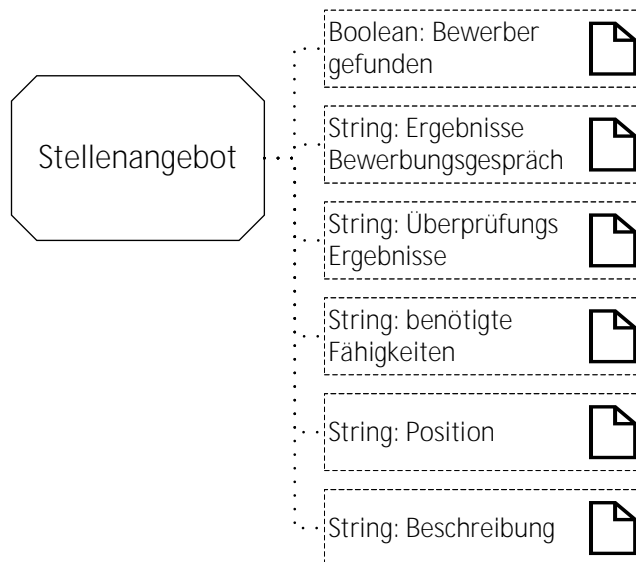 Stellenangebot
Boolean: Bewerber
gefunden
String: Ergebnisse
Bewerbungsgespräch
String: Überprüfungs
Ergebnisse
String: benötigte
Fähigkeiten
String: Position
String: Beschreibung